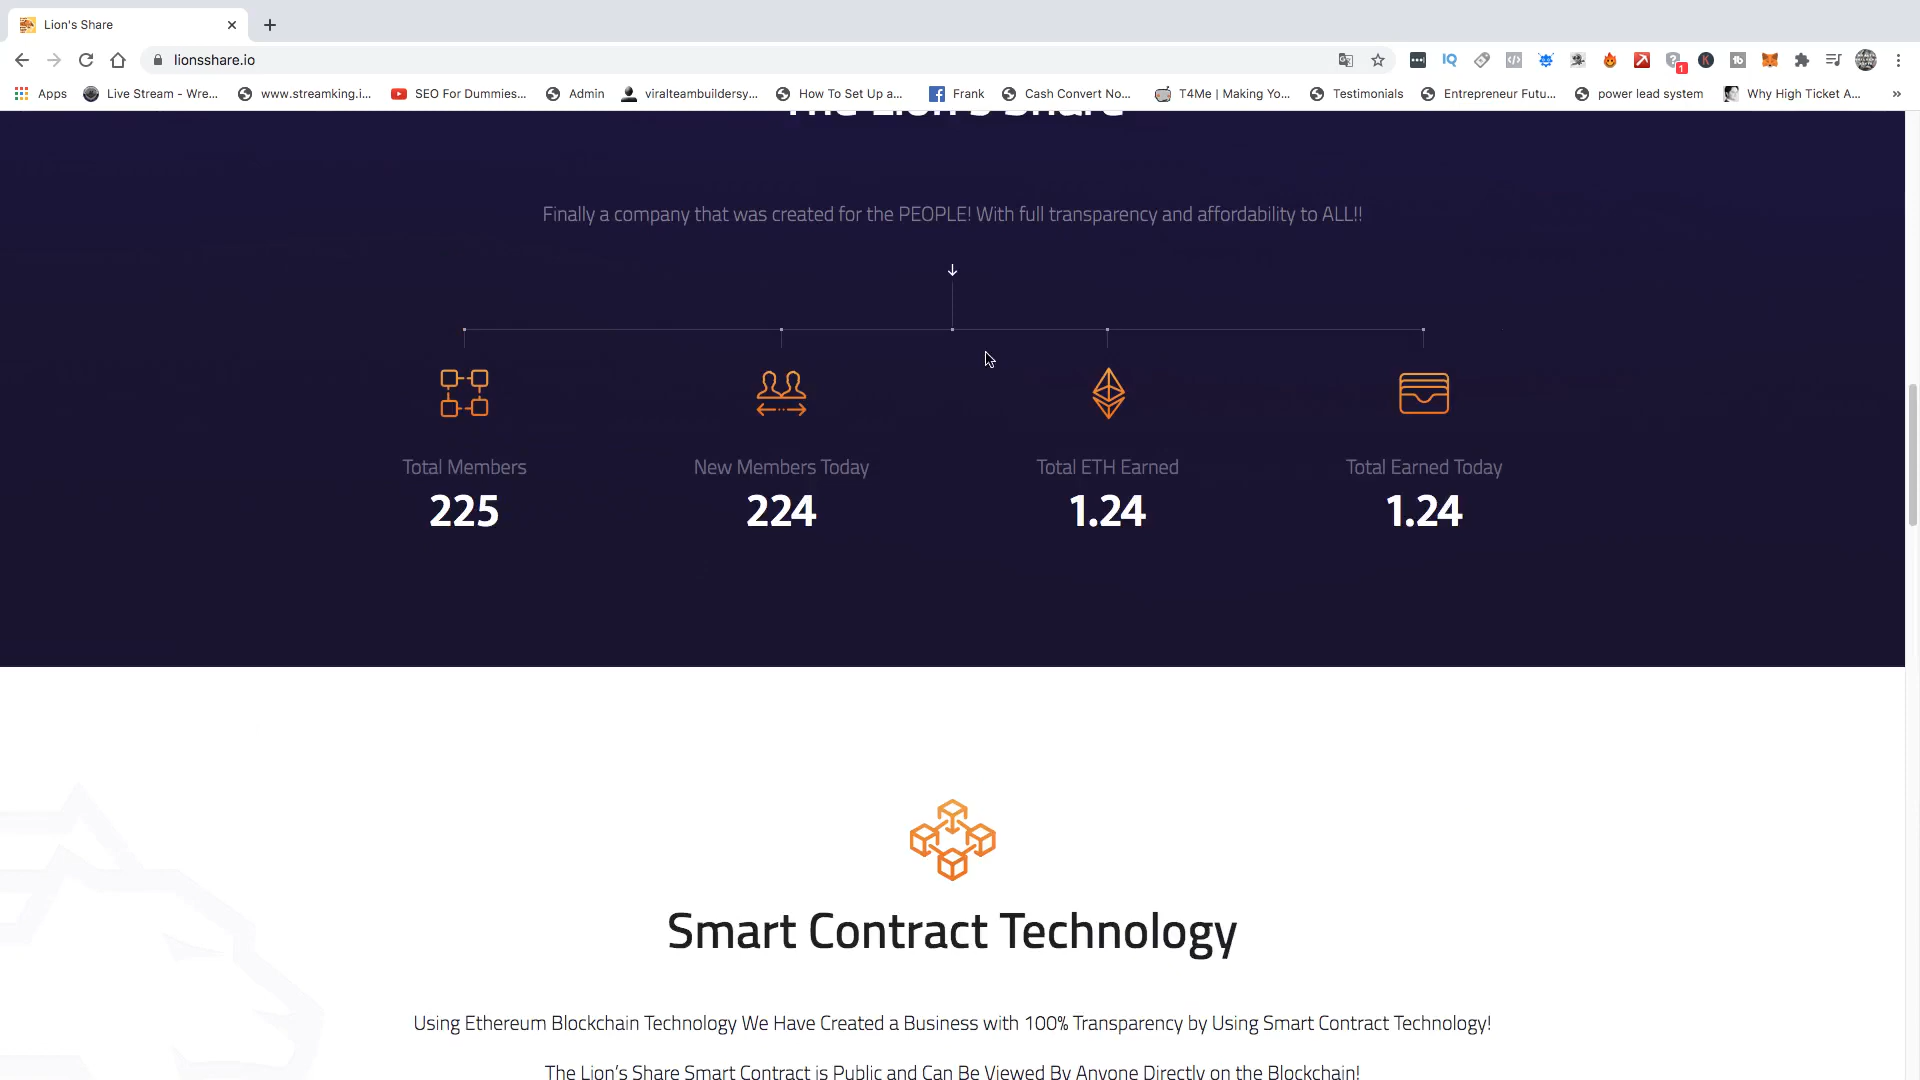 Lion's Share
lionsshare.io
Apps
Live Stream - Wre...
www.streamking.i...
SEO For Dummies...
Admin
viralteambuildersy...
How To Set Up a...
Frank
Cash Convert No...
T4Me | Making Yo...
Testimonials
Entrepreneur Futu...
power lead system
Why High Ticket A...
The Lion's Share
Finally a company that was created for the PEOPLE! With full transparency and affordability to ALL!!
Total Members
225
New Members Today
224
Total ETH Earned
1.24
Total Earned Today
1.24
Smart Contract Technology
Using Ethereum Blockchain Technology We Have Created a Business with 100% Transparency by Using Smart Contract Technology!
The Lion's Share Smart Contract is Public and Can Be Viewed By Anyone Directly on the Blockchain!